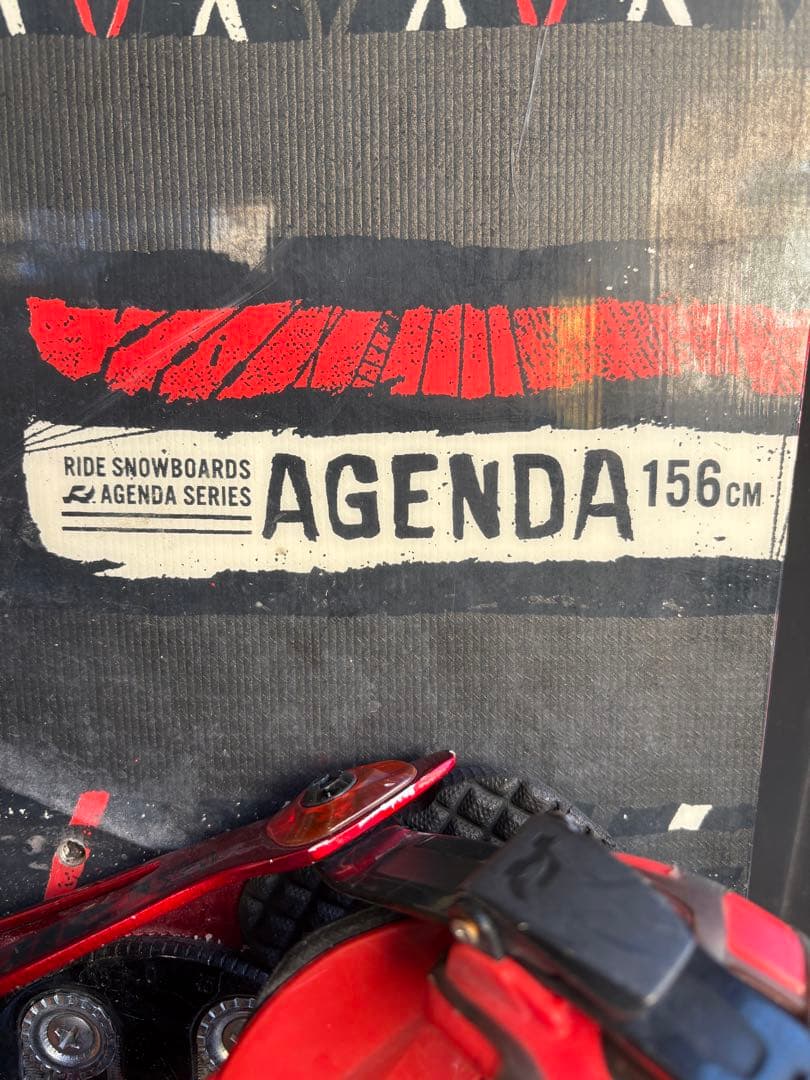 RIDE SNOWBOARDS
AGENDA SERIES
AGENDA
156CM